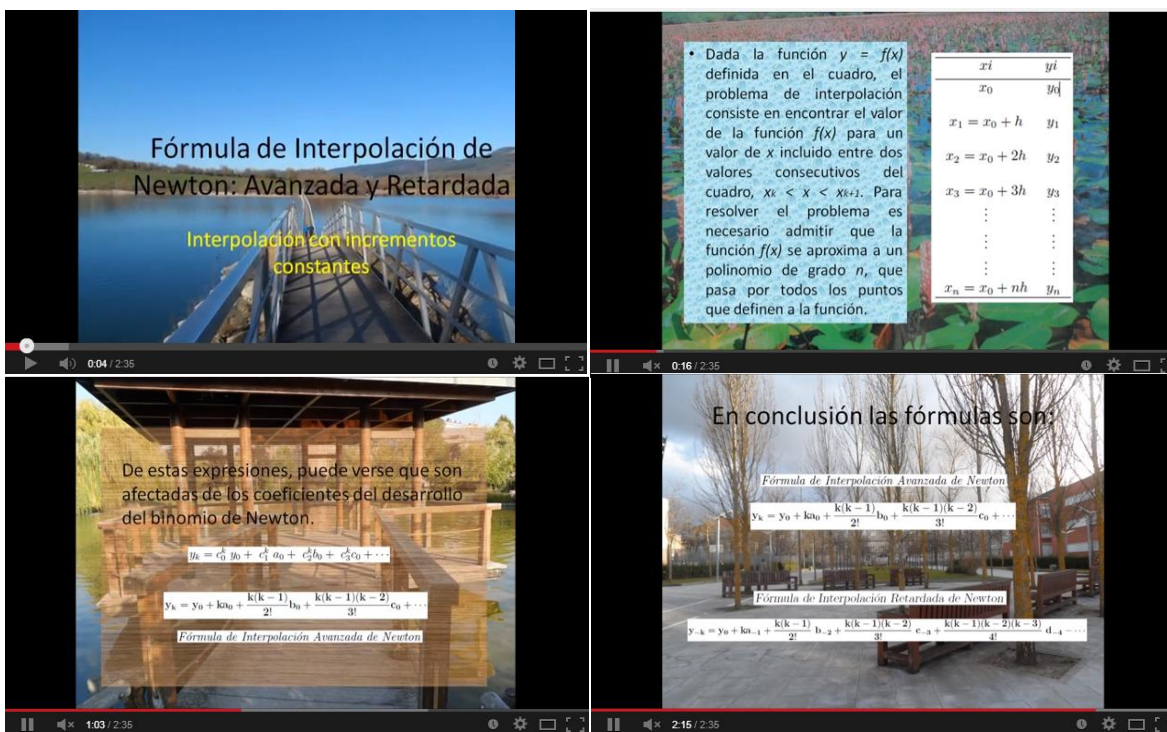 Fórmula de Interpolación de
Newton: Avanzada y Retardada
Interpolación con incrementos
constantes
0:04 / 2:35
• Dada la función y = f(x)
definida en el cuadro, el
problema de interpolación
consiste en encontrar el valor
de la función f(x) para un
valor de x incluido entre dos
valores consecutivos del
cuadro, xₖ < x < xₖ₊₁. Para
resolver el problema es
necesario admitir que la
función f(x) se aproxima a un
polinomio de grado n, que
pasa por todos los puntos
que definen a la función.
xi yi
x₀ y₀
x₁ = x₀ + h y₁
x₂ = x₀ + 2h y₂
x₃ = x₀ + 3h y₃
⋮ ⋮
⋮ ⋮
⋮ ⋮
xₙ = x₀ + nh yₙ
0:16 / 2:35
De estas expresiones, puede verse que son
afectadas de los coeficientes del desarrollo
del binomio de Newton.
yₖ = c₀ᵏ y₀ + c₁ᵏ a₀ + c₂ᵏ b₀ + c₃ᵏ c₀ + ···
yₖ = y₀ + ka₀ + k(k − 1)/2! b₀ + k(k − 1)(k − 2)/3! c₀ + ···
Fórmula de Interpolación Avanzada de Newton
1:03 / 2:35
En conclusión las fórmulas son:
Fórmula de Interpolación Avanzada de Newton
yₖ = y₀ + ka₀ + k(k − 1)/2! b₀ + k(k − 1)(k − 2)/3! c₀ + ···
Fórmula de Interpolación Retardada de Newton
y₋ₖ = y₀ + ka₋₁ + k(k − 1)/2! b₋₂ + k(k − 1)(k − 2)/3! c₋₃ + k(k − 1)(k − 2)(k − 3)/4! d₋₄ − ···
2:15 / 2:35